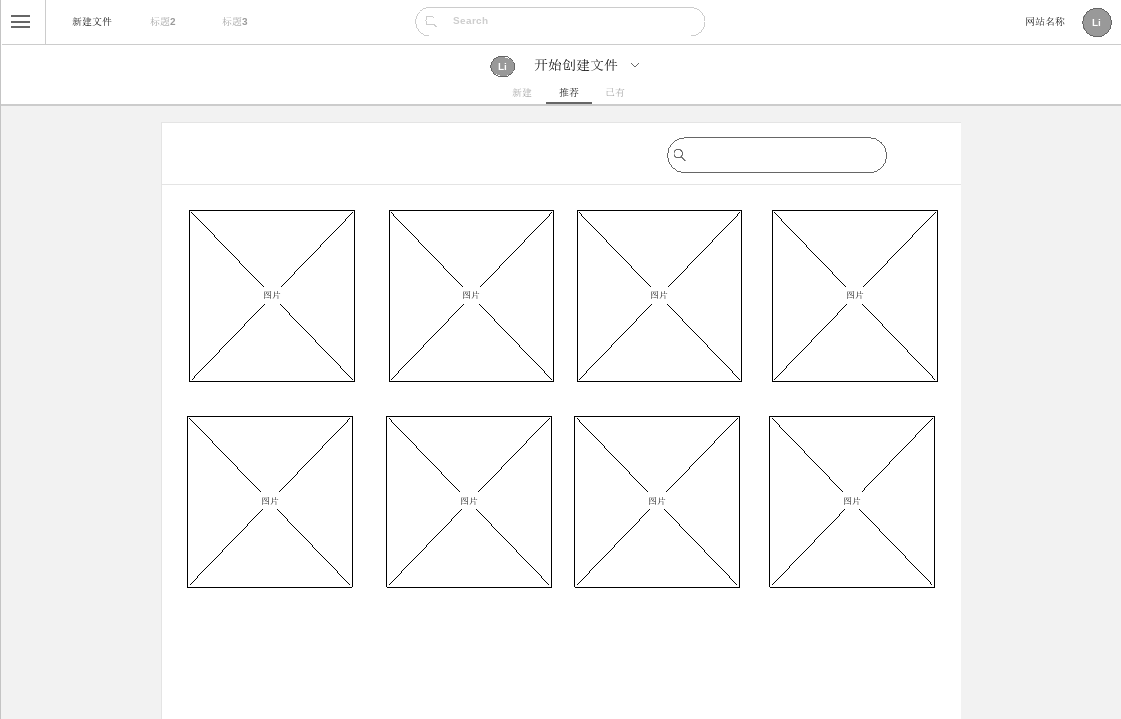 新建文件 标题2 标题3 Search 网站名称 Li
Li 开始创建文件
新建 推荐 已有
图片 图片 图片 图片
图片 图片 图片 图片